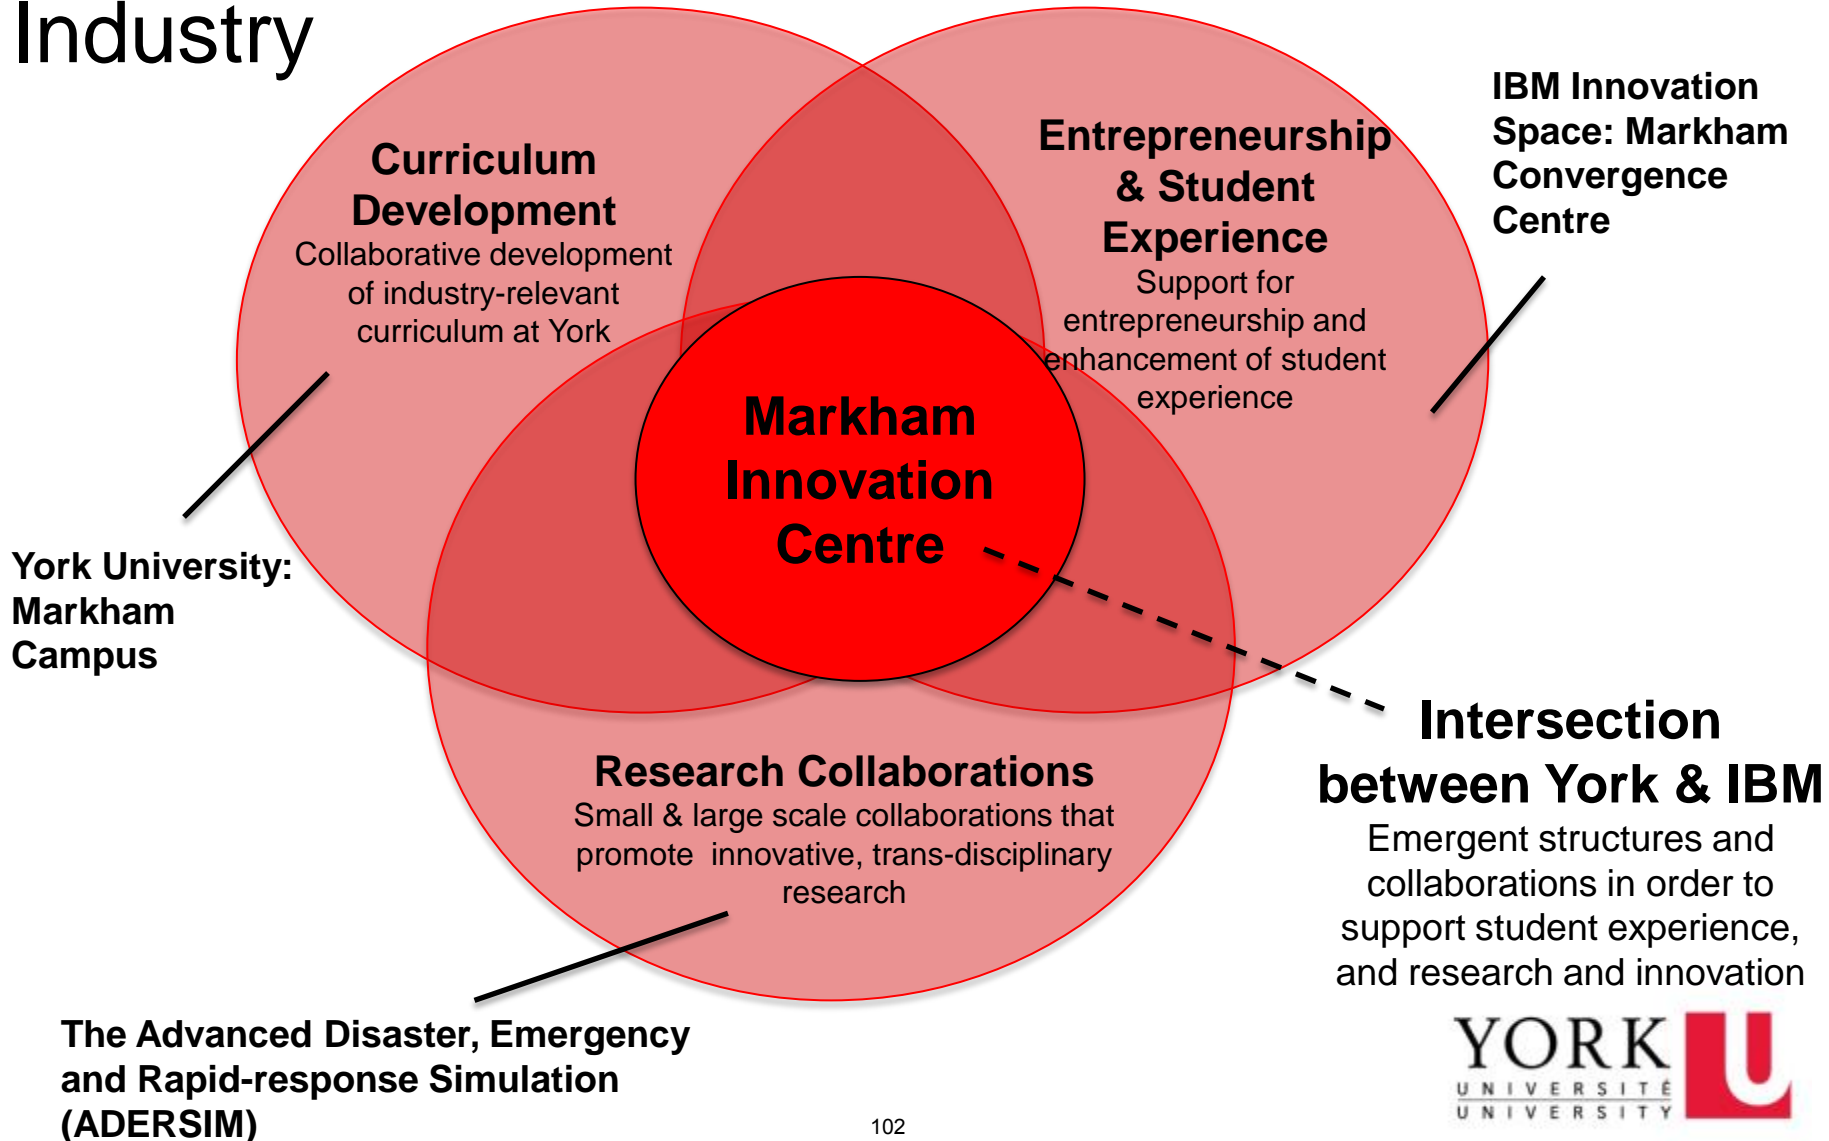 Industry
Curriculum
Development
Collaborative development
of industry-relevant
curriculum at York
Entrepreneurship
& Student
Experience
Support for
entrepreneurship and
enhancement of student
experience
IBM Innovation
Space: Markham
Convergence
Centre
Markham
Innovation
Centre
York University:
Markham
Campus
Research Collaborations
Small & large scale collaborations that
promote innovative, trans-disciplinary
research
Intersection
between York & IBM
Emergent structures and
collaborations in order to
support student experience,
and research and innovation
The Advanced Disaster, Emergency
and Rapid-response Simulation
(ADERSIM)
102
YORK U
UNIVERSITÉ
UNIVERSITY